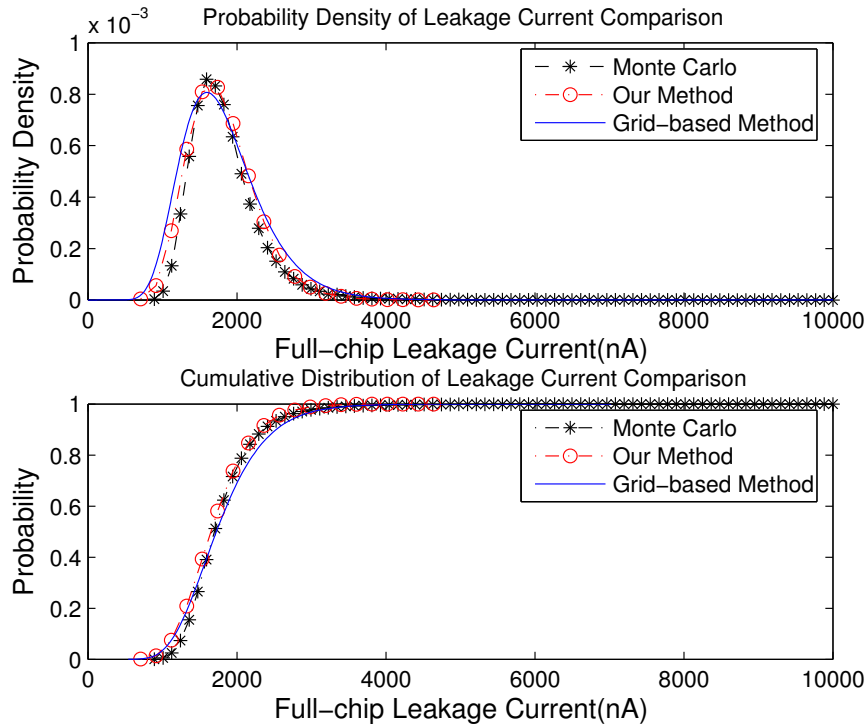 Probability Density of Leakage Current Comparison
x 10−3
1
0.8
0.6
0.4
0.2
0
Probability Density
Monte Carlo
Our Method
Grid−based Method
0 2000 4000 6000 8000 10000
Full−chip Leakage Current(nA)
Cumulative Distribution of Leakage Current Comparison
1
0.8
0.6
0.4
0.2
0
Probability
Monte Carlo
Our Method
Grid−based Method
0 2000 4000 6000 8000 10000
Full−chip Leakage Current(nA)